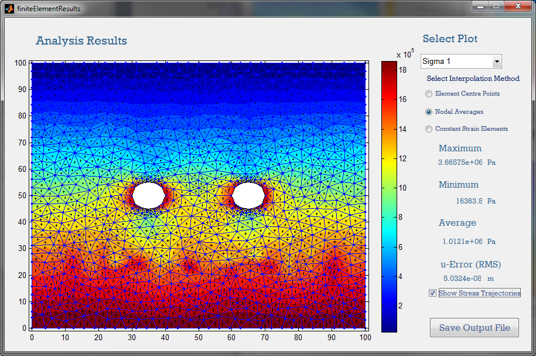 finiteElementResults
Analysis Results
Select Plot
Sigma 1
Select Interpolation Method
Element Centre Points
Nodal Averages
Constant Strain Elements
Maximum
3.66575e+06 Pa
Minimum
16363.8 Pa
Average
1.0121e+06 Pa
u-Error (RMS)
5.0324e-08 m
Show Stress Trajectories
Save Output File
x 10^5
18
16
14
12
10
8
6
4
2
100
90
80
70
60
50
40
30
20
10
0
0 10 20 30 40 50 60 70 80 90 100